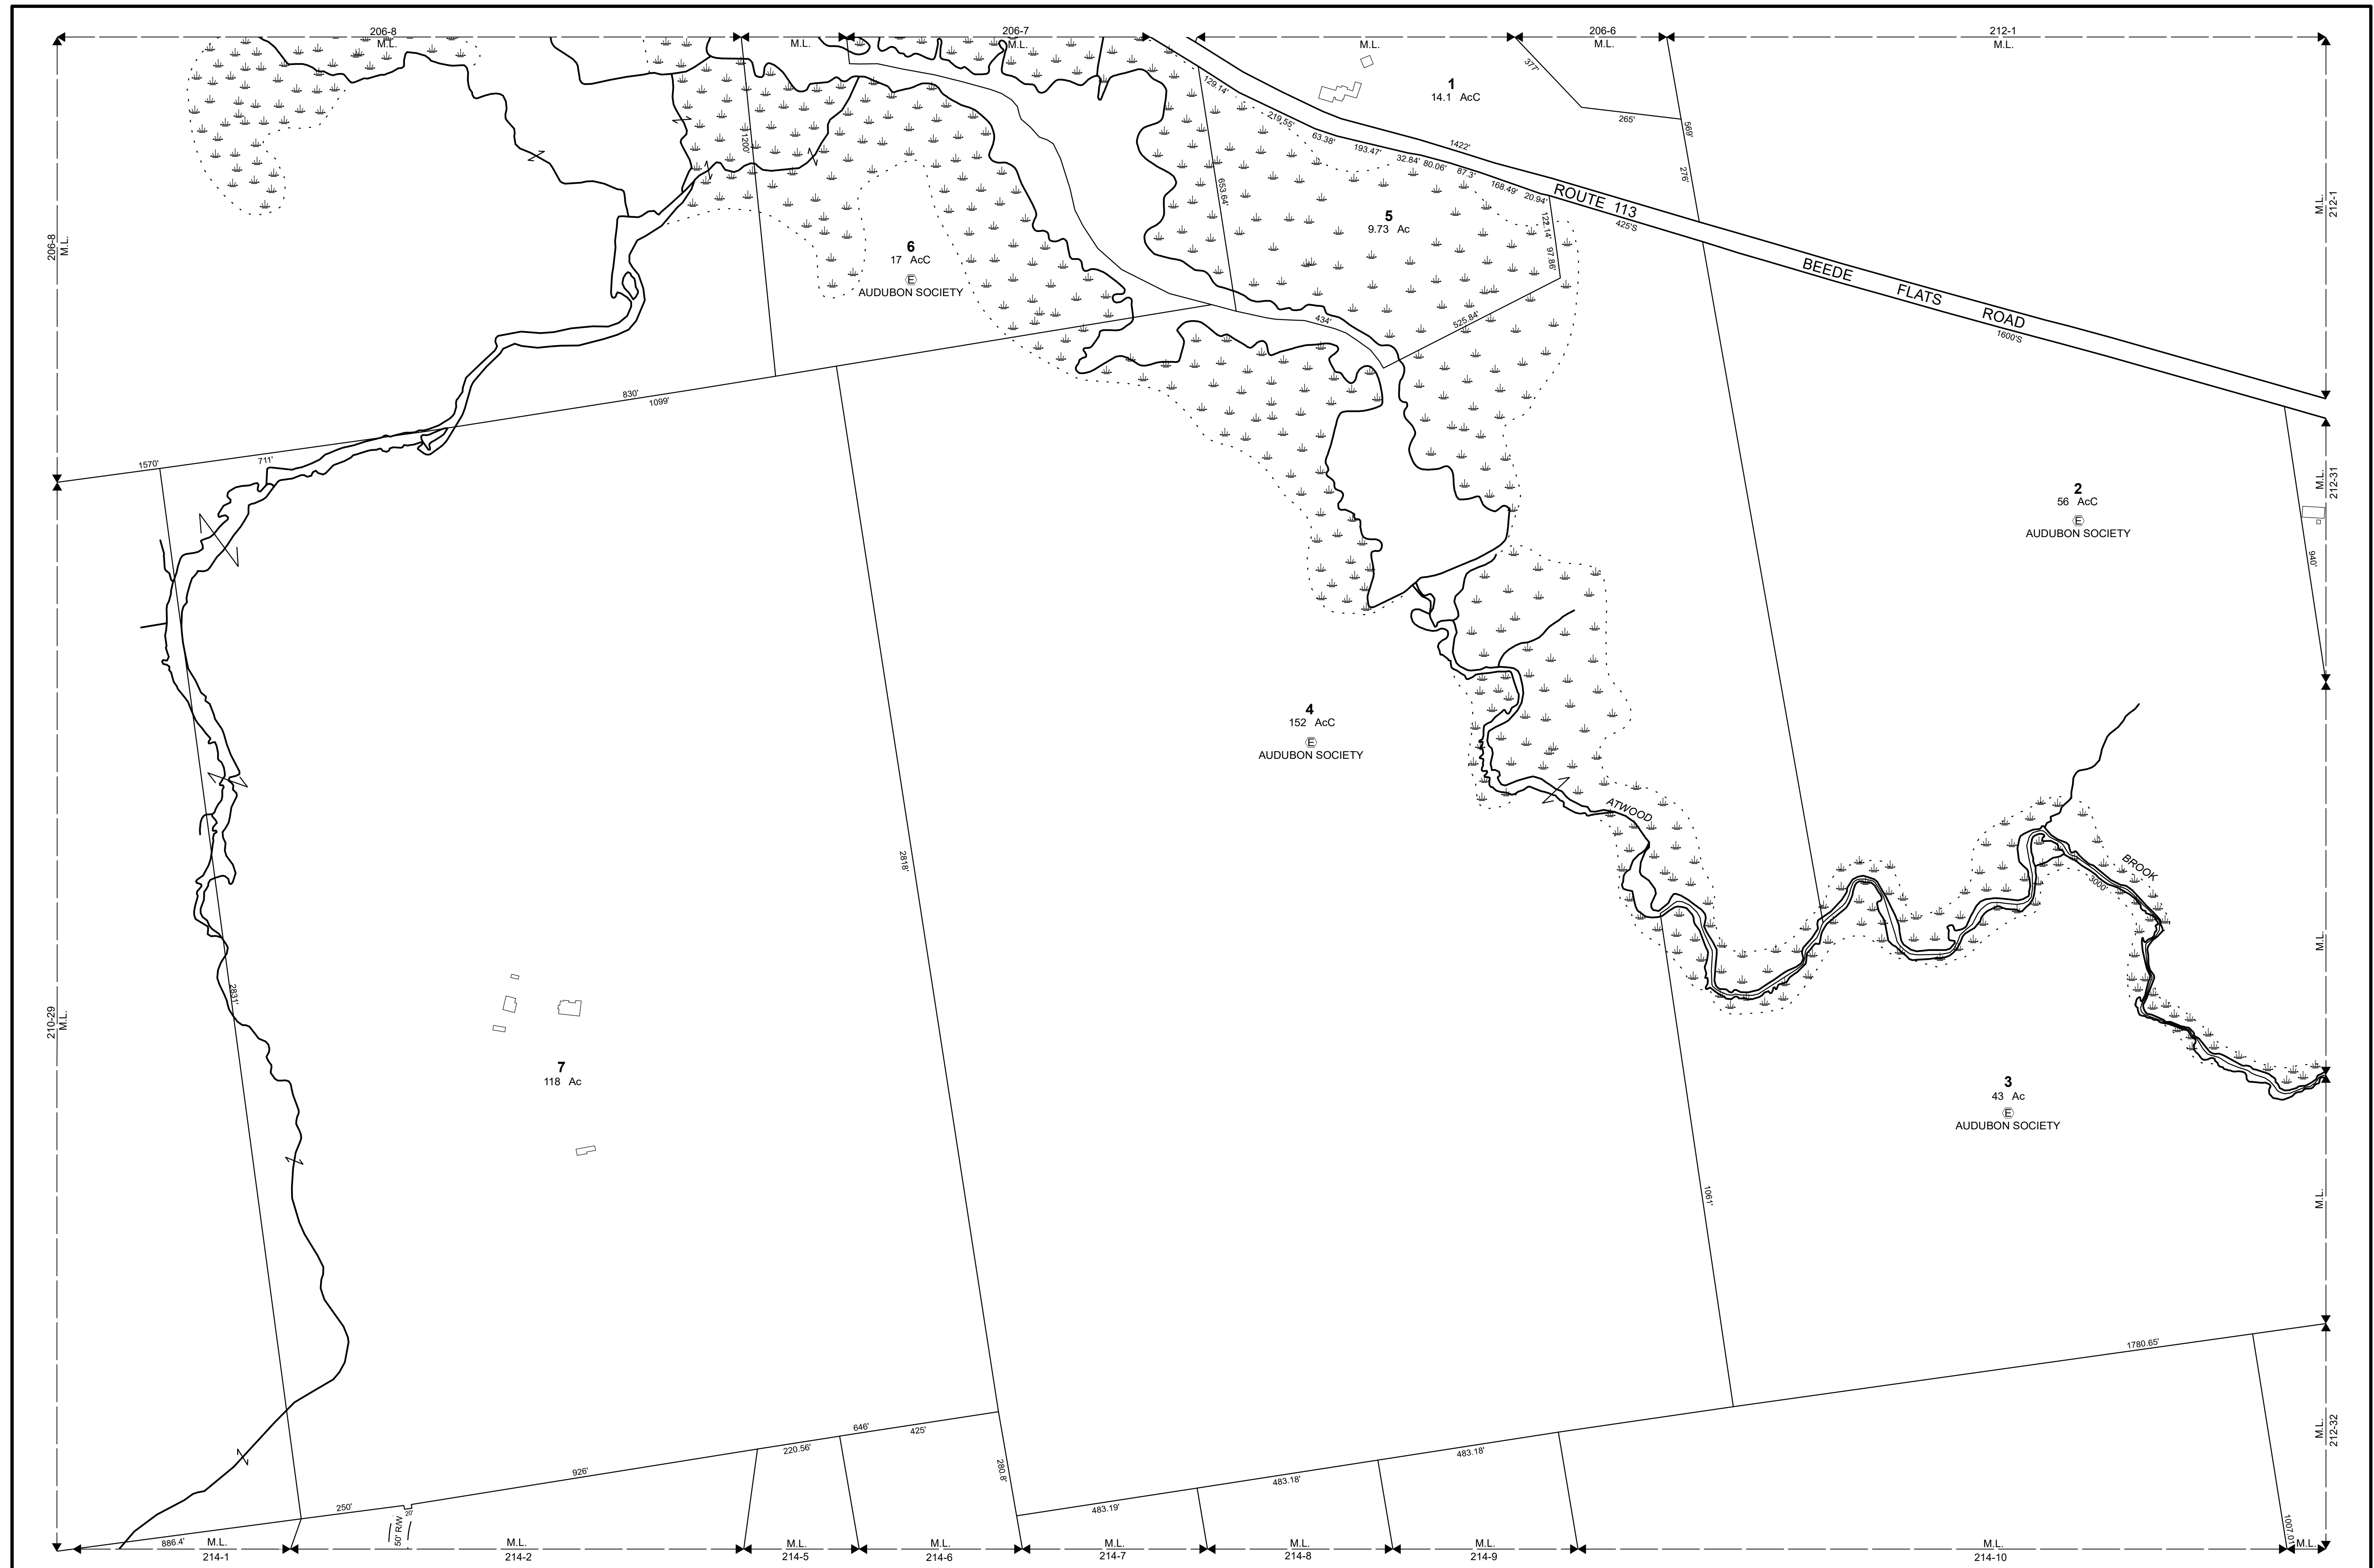 206-8
M.L.
M.L.
206-7
M.L.
M.L.
206-6
M.L.
212-1
M.L.
377'
265'
569'
276'
1
14.1 AcC
129.14'
219.55'
63.38'
193.47'
1422'
32.84'
80.06'
87.3'
168.49'
20.94'
ROUTE 113
425'S
122.14'
97.86'
1200'
653.64'
5
9.73 Ac
M.L.
212-1
206-8
M.L.
6
17 AcC
E
AUDUBON SOCIETY
BEEDE FLATS ROAD
1600'S
434'
525.84'
830'
1099'
1570'
711'
M.L.
212-31
2
56 AcC
E
AUDUBON SOCIETY
940'
4
152 AcC
E
AUDUBON SOCIETY
ATWOOD
BROOK
3000'
2818'
M.L.
210-29
M.L.
2831'
7
118 Ac
3
43 Ac
E
AUDUBON SOCIETY
1061'
M.L.
1780.65'
M.L.
212-32
646'
425'
220.56'
926'
280.8'
483.18'
483.18'
483.19'
250'
20'
50' R/W
886.4'
1007.01'
M.L.
214-1
M.L.
214-2
M.L.
214-5
M.L.
214-6
M.L.
214-7
M.L.
214-8
M.L.
214-9
M.L.
214-10
M.L.